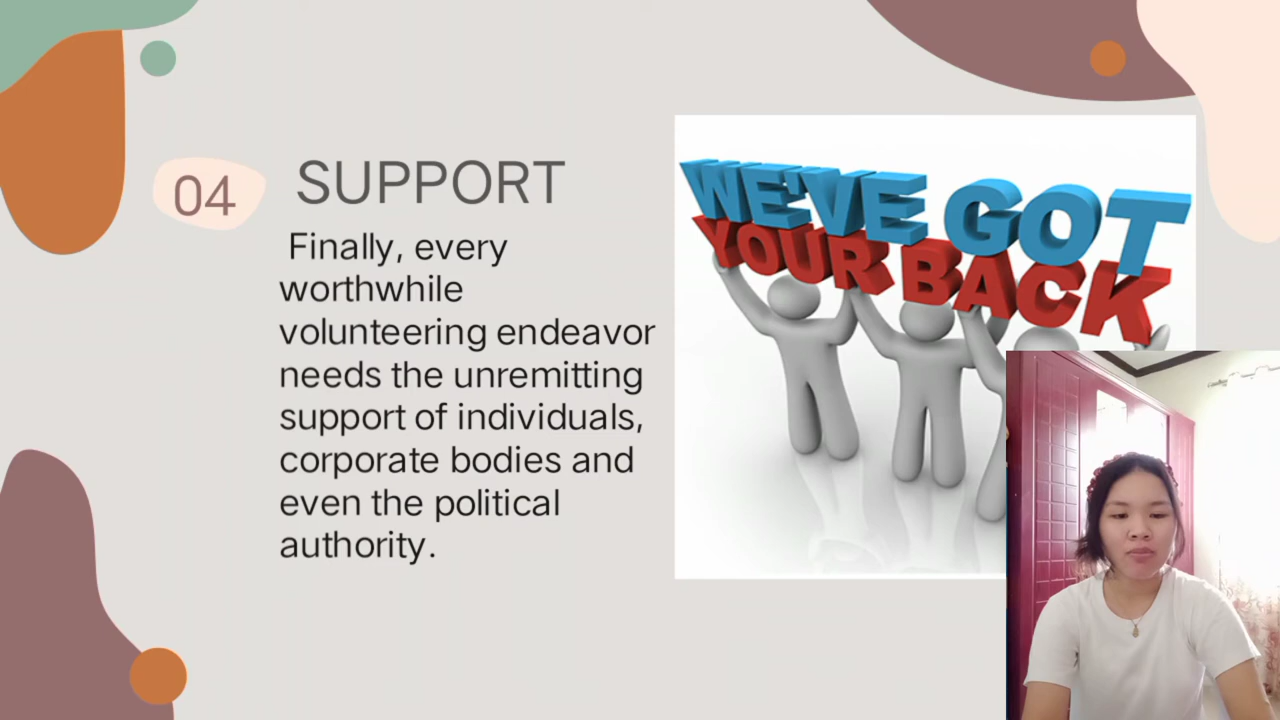 04
SUPPORT
Finally, every
worthwhile
volunteering endeavor
needs the unremitting
support of individuals,
corporate bodies and
even the political
authority.
WE'VE GOT
YOUR BACK